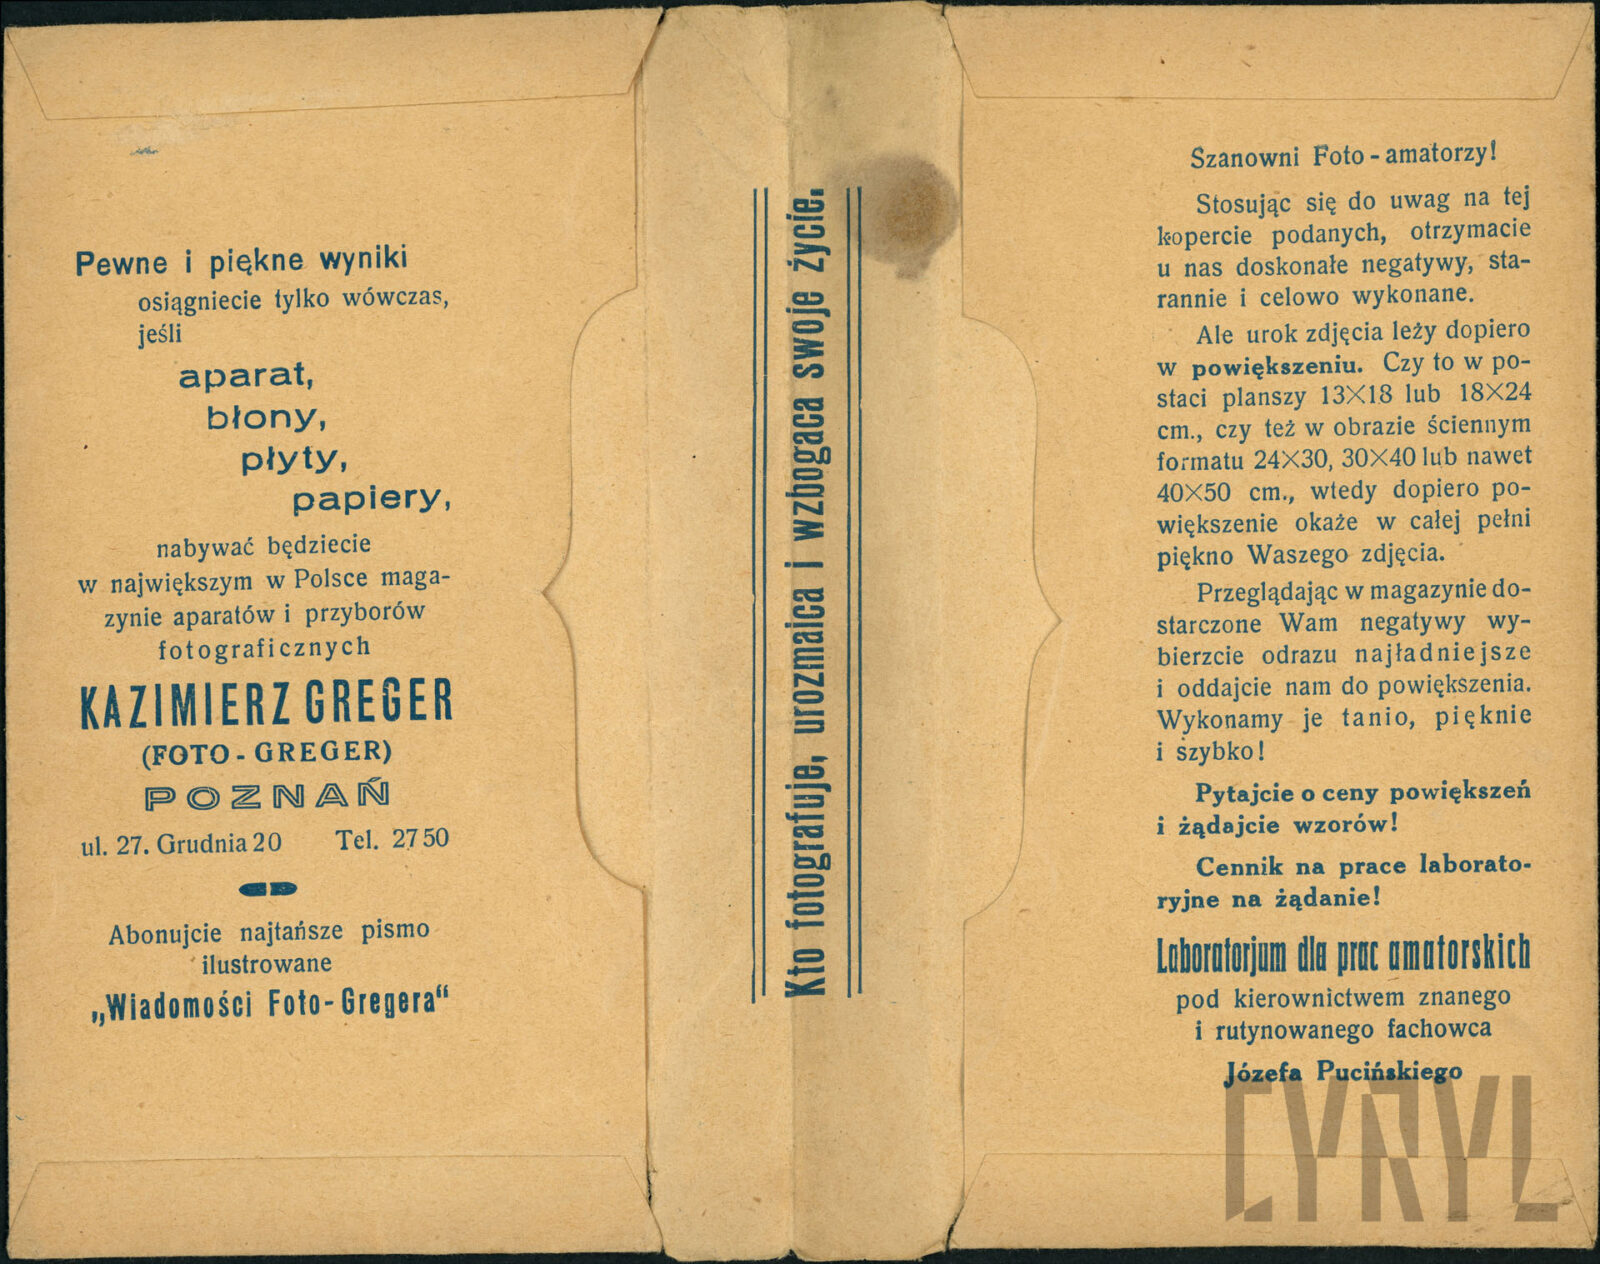 Pewne i piękne wyniki
osiągniecie tylko wówczas,
jeśli
aparat,
błony,
płyty,
papiery,
nabywać będziecie
w największym w Polsce maga-
zynie aparatów i przyborów
fotograficznych
KAZIMIERZ GREGER
(FOTO - GREGER)
POZNAŃ
ul. 27. Grudnia 20 Tel. 27 50
Abonujcie najtańsze pismo
ilustrowane
„Wiadomości Foto-Gregera“
Kto fotografuje, urozmaica i wzbogaca swoje życie.
Szanowni Foto - amatorzy!
Stosując się do uwag na tej
kopercie podanych, otrzymacie
u nas doskonałe negatywy, sta-
rannie i celowo wykonane.
Ale urok zdjęcia leży dopiero
w powiększeniu. Czy to w po-
staci planszy 13×18 lub 18×24
cm., czy też w obrazie ściennym
formatu 24×30, 30×40 lub nawet
40×50 cm., wtedy dopiero po-
większenie okaże w całej pełni
piękno Waszego zdjęcia.
Przeglądając w magazynie do-
starczone Wam negatywy wy-
bierzcie odrazu najładniejsze
i oddajcie nam do powiększenia.
Wykonamy je tanio, pięknie
i szybko!
Pytajcie o ceny powiększeń
i żądajcie wzorów!
Cennik na prace laborato-
ryjne na żądanie!
Laboratorjum dla prac amatorskich
pod kierownictwem znanego
i rutynowanego fachowca
Józefa Pucińskiego
CYRYL